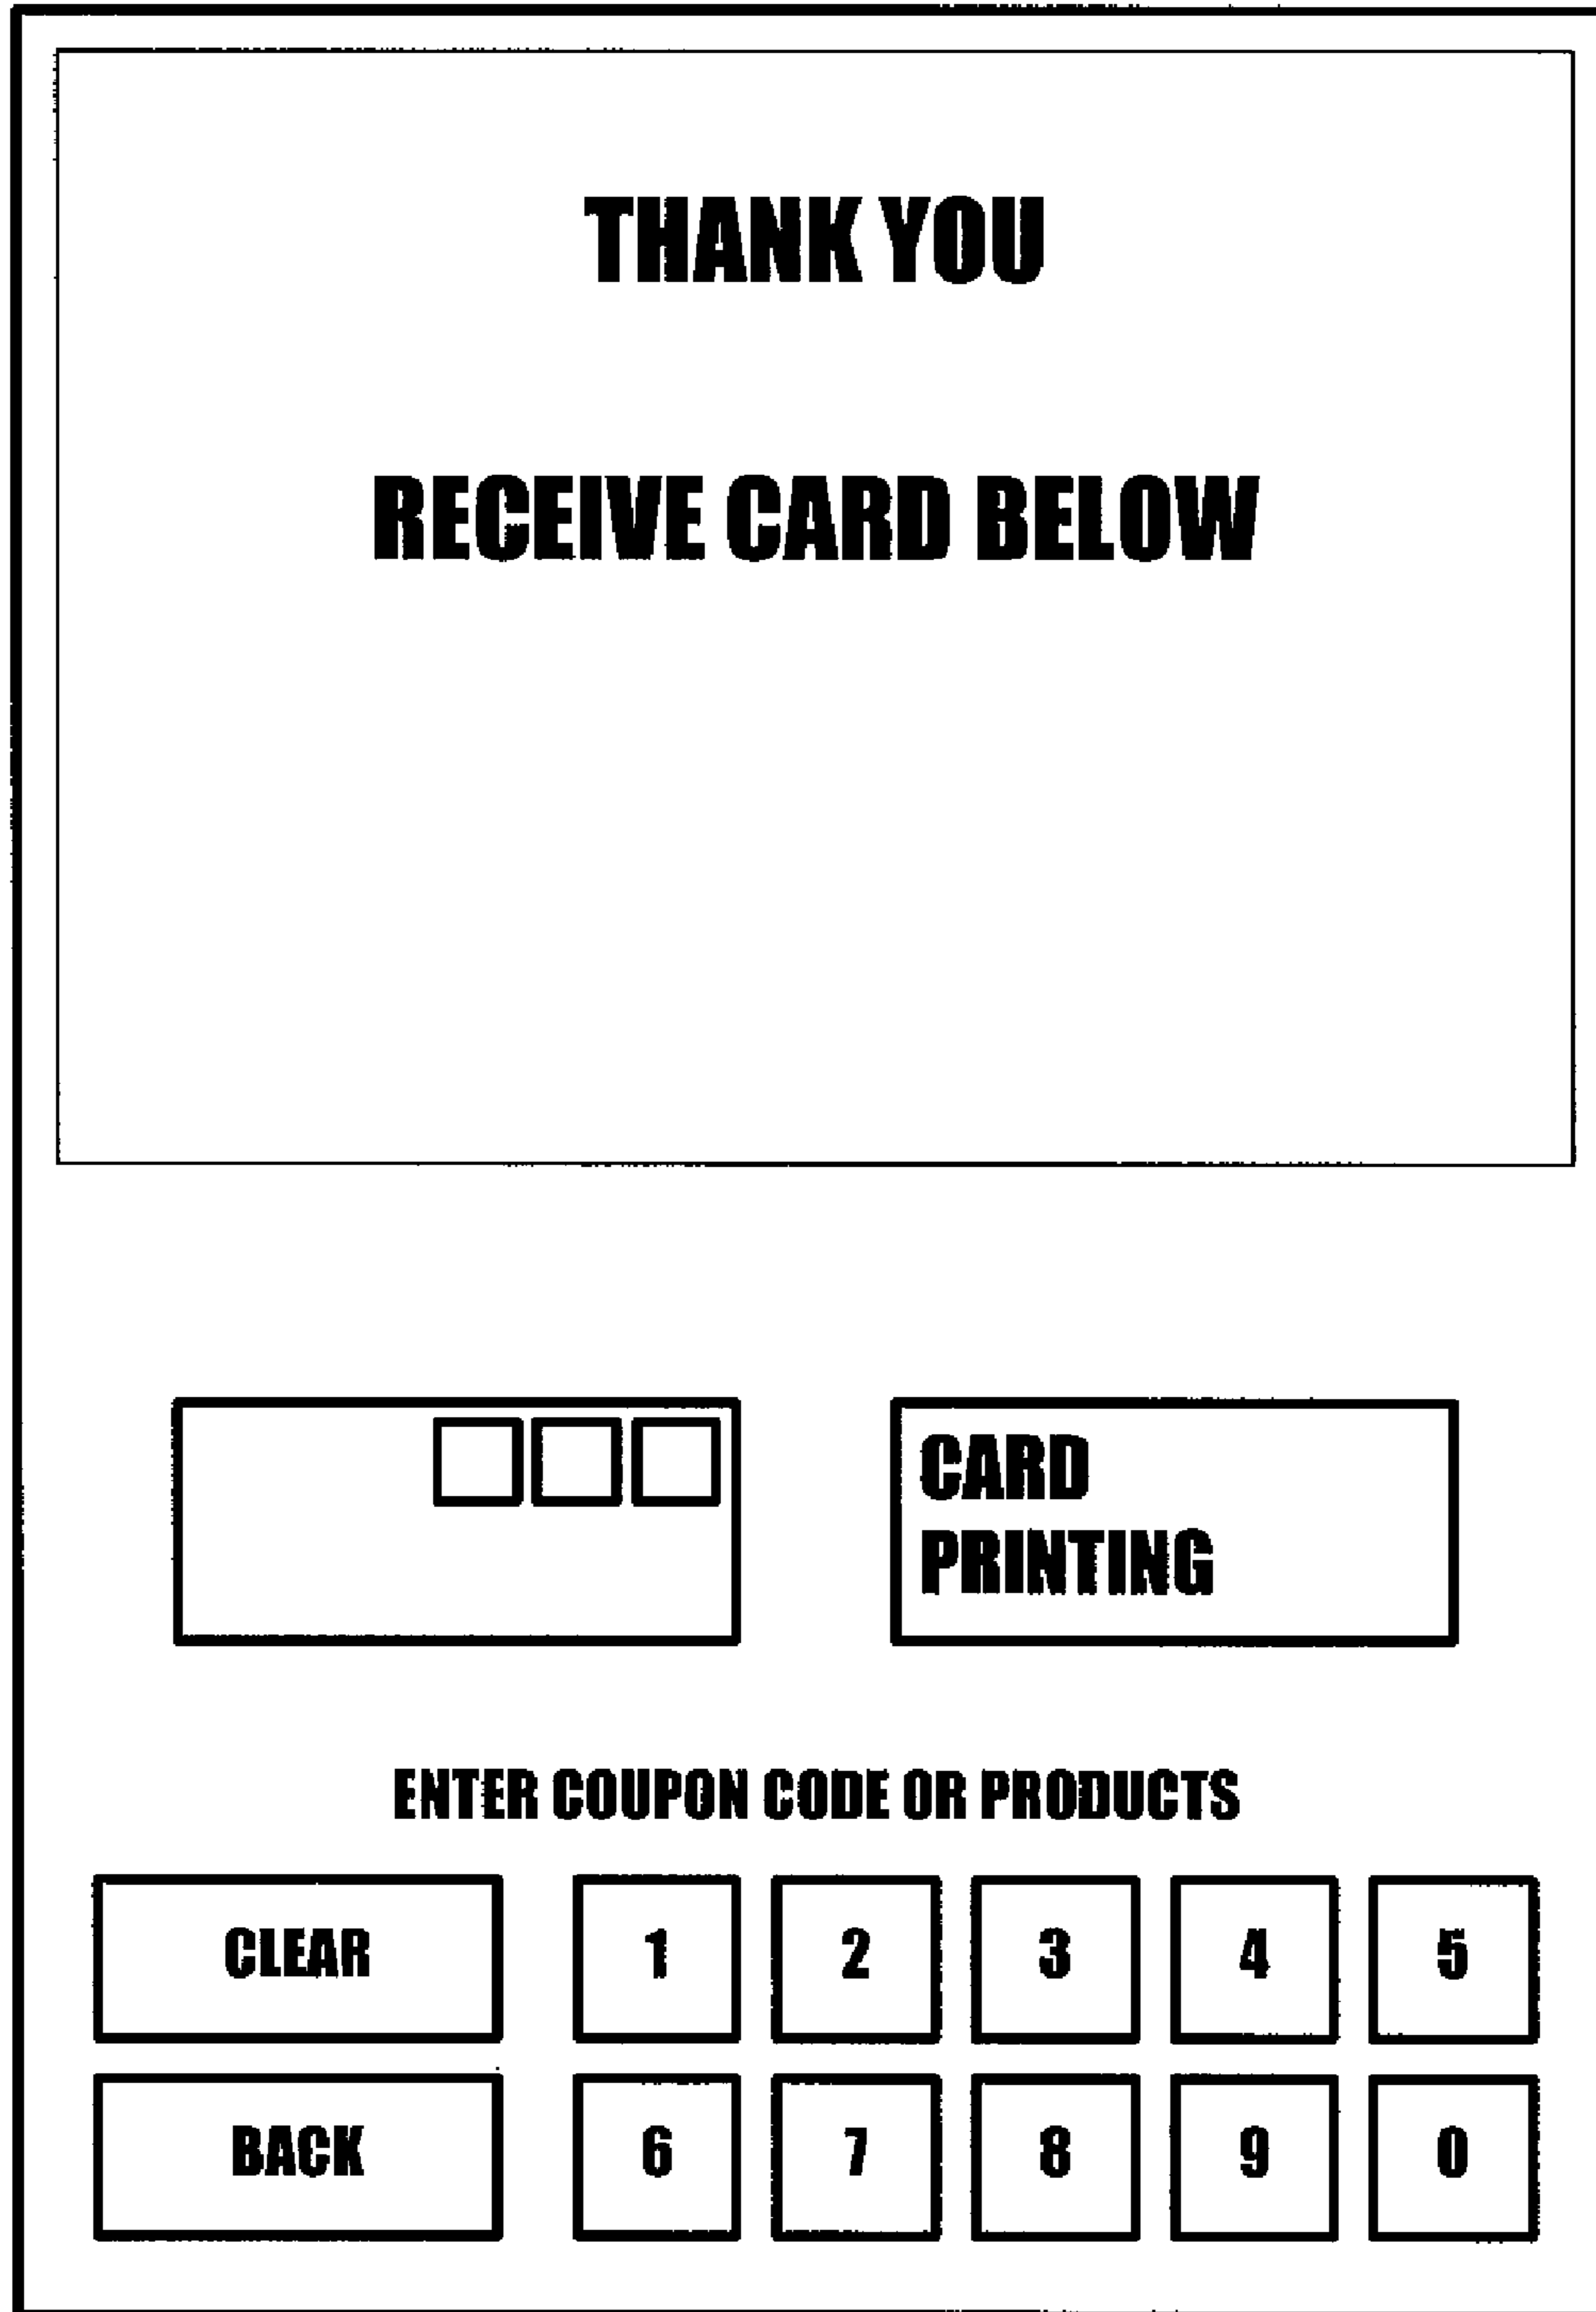 THANK YOU
RECEIVE CARD BELOW
CARD
PRINTING
ENTER COUPON CODE OR PRODUCTS
CLEAR 1 2 3 4 5
BACK 6 7 8 9 0